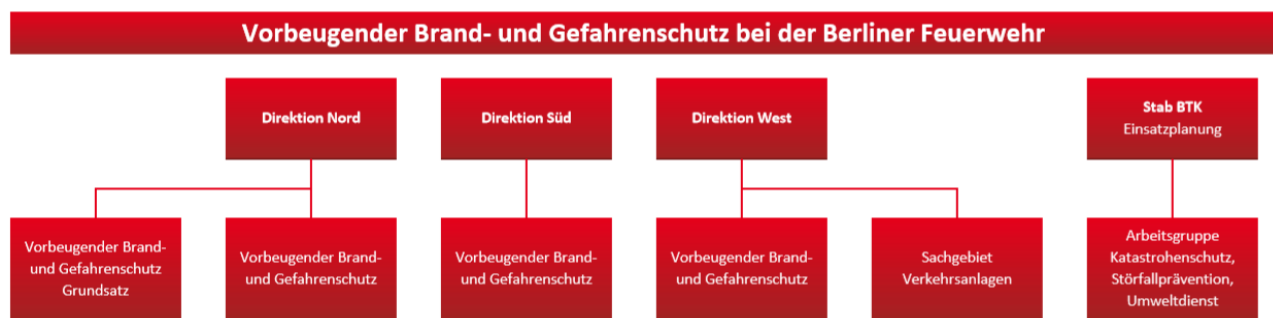 Vorbeugender Brand- und Gefahrenschutz bei der Berliner Feuerwehr
Direktion Nord
Direktion Süd
Direktion West
Stab BTK
Einsatzplanung
Vorbeugender Brand-
und Gefahrenschutz
Grundsatz
Vorbeugender Brand-
und Gefahrenschutz
Vorbeugender Brand-
und Gefahrenschutz
Vorbeugender Brand-
und Gefahrenschutz
Sachgebiet
Verkehrsanlagen
Arbeitsgruppe
Katastrohenschutz,
Störfallprävention,
Umweltdienst